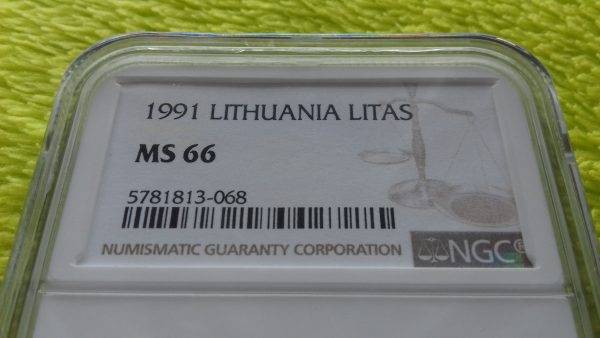 1991 LITHUANIA LITAS
MS 66
5781813-068
NUMISMATIC GUARANTY CORPORATION
NGC®